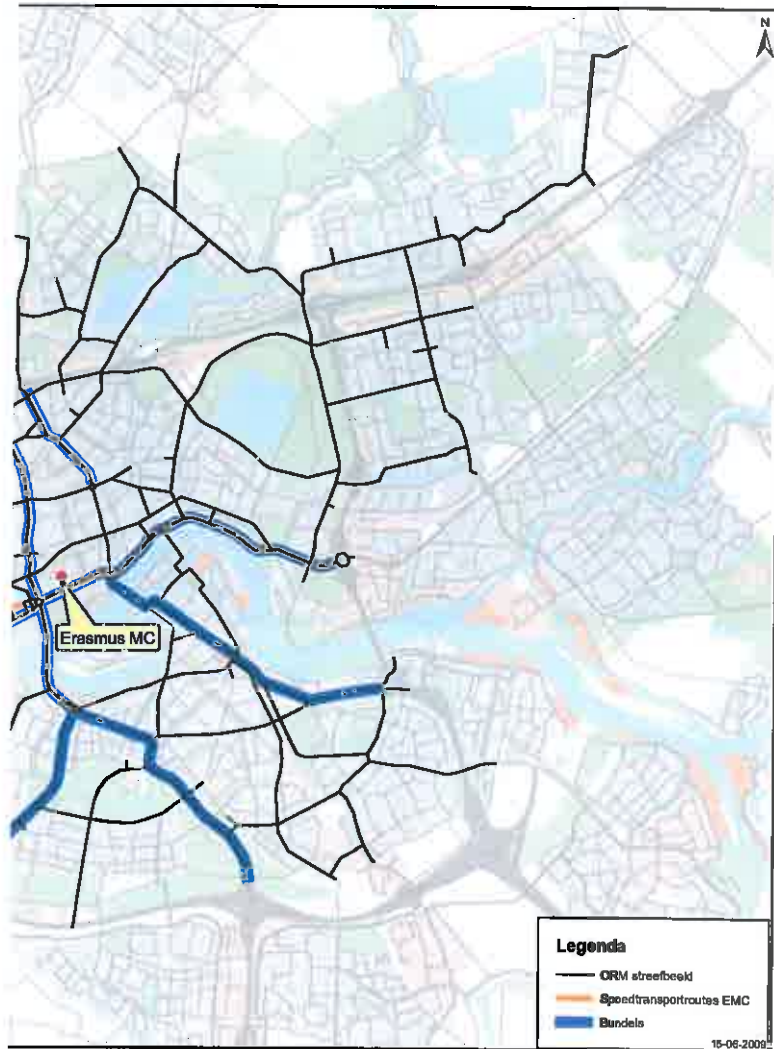 N
Erasmus MC
Legenda
ORM streefbeeld
Spoedtransportroutes EMC
Bundels
15-06-2009